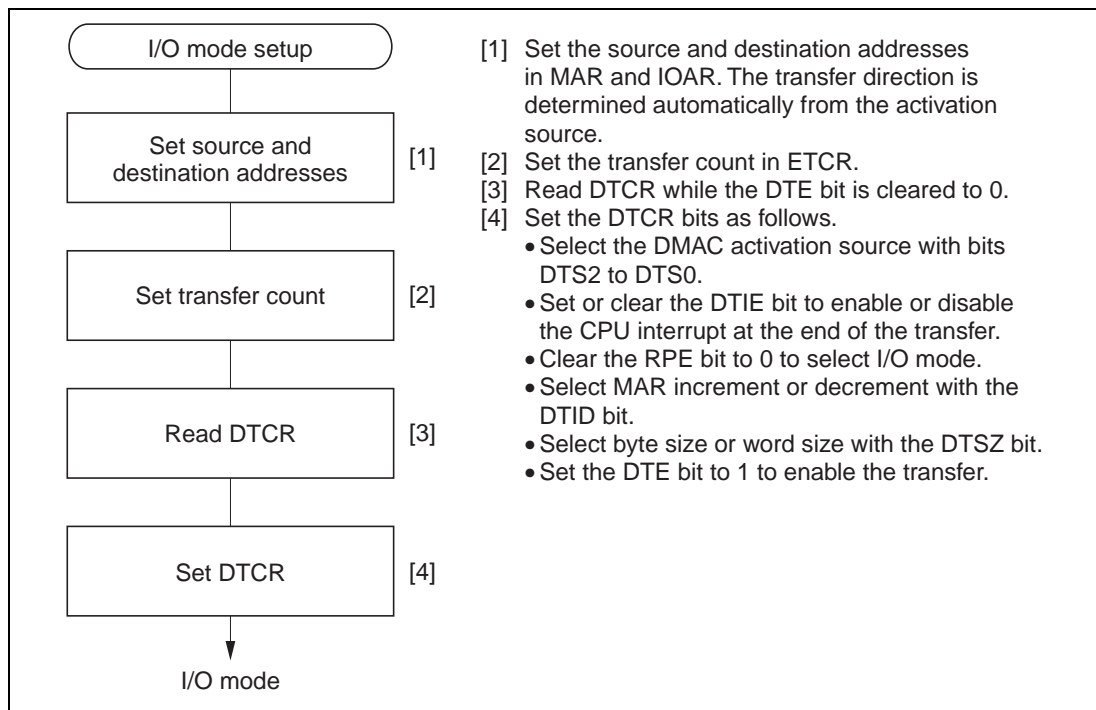 I/O mode setup
Set source and
destination addresses
[1]
Set transfer count
[2]
Read DTCR
[3]
Set DTCR
[4]
I/O mode
[1] Set the source and destination addresses
in MAR and IOAR. The transfer direction is
determined automatically from the activation
source.
[2] Set the transfer count in ETCR.
[3] Read DTCR while the DTE bit is cleared to 0.
[4] Set the DTCR bits as follows.
• Select the DMAC activation source with bits
DTS2 to DTS0.
• Set or clear the DTIE bit to enable or disable
the CPU interrupt at the end of the transfer.
• Clear the RPE bit to 0 to select I/O mode.
• Select MAR increment or decrement with the
DTID bit.
• Select byte size or word size with the DTSZ bit.
• Set the DTE bit to 1 to enable the transfer.